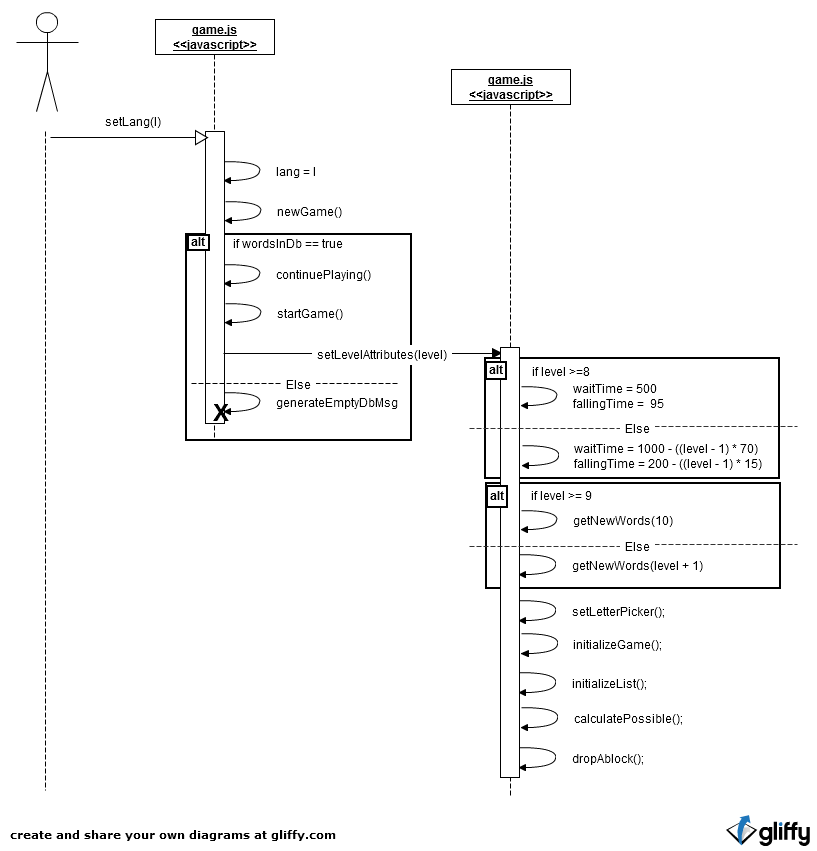 game.js
<<javascript>>
game.js
<<javascript>>
setLang(l)
lang = l
newGame()
alt
if wordsInDb == true
continuePlaying()
startGame()
setLevelAttributes(level)
Else
generateEmptyDbMsg
X
alt
if level >=8
waitTime = 500
fallingTime = 95
Else
waitTime = 1000 - ((level - 1) * 70)
fallingTime = 200 - ((level - 1) * 15)
alt
if level >= 9
getNewWords(10)
Else
getNewWords(level + 1)
setLetterPicker();
initializeGame();
initializeList();
calculatePossible();
dropAblock();
create and share your own diagrams at gliffy.com
gliffy